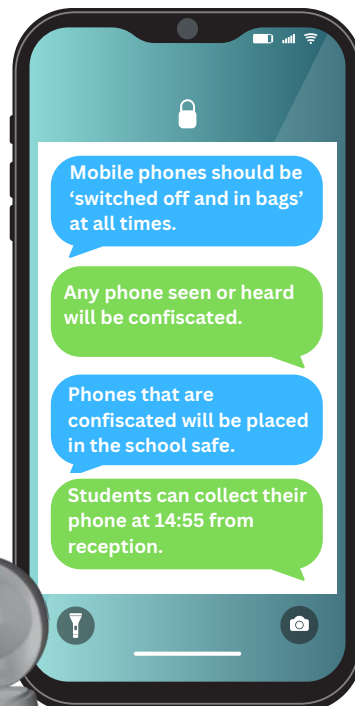 Mobile phones should be
‘switched off and in bags’
at all times.
Any phone seen or heard
will be confiscated.
Phones that are
confiscated will be placed
in the school safe.
Students can collect their
phone at 14:55 from
reception.